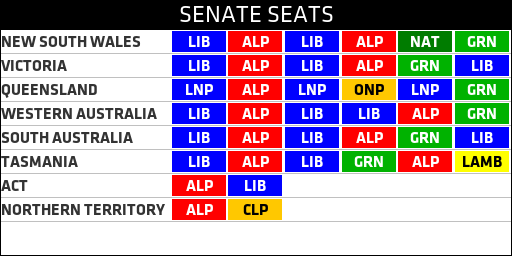 SENATE SEATS
NEW SOUTH WALES LIB ALP LIB ALP NAT GRN
VICTORIA LIB ALP LIB ALP GRN LIB
QUEENSLAND LNP ALP LNP ONP LNP GRN
WESTERN AUSTRALIA LIB ALP LIB LIB ALP GRN
SOUTH AUSTRALIA LIB ALP LIB ALP GRN LIB
TASMANIA LIB ALP LIB GRN ALP LAMB
ACT ALP LIB
NORTHERN TERRITORY ALP CLP